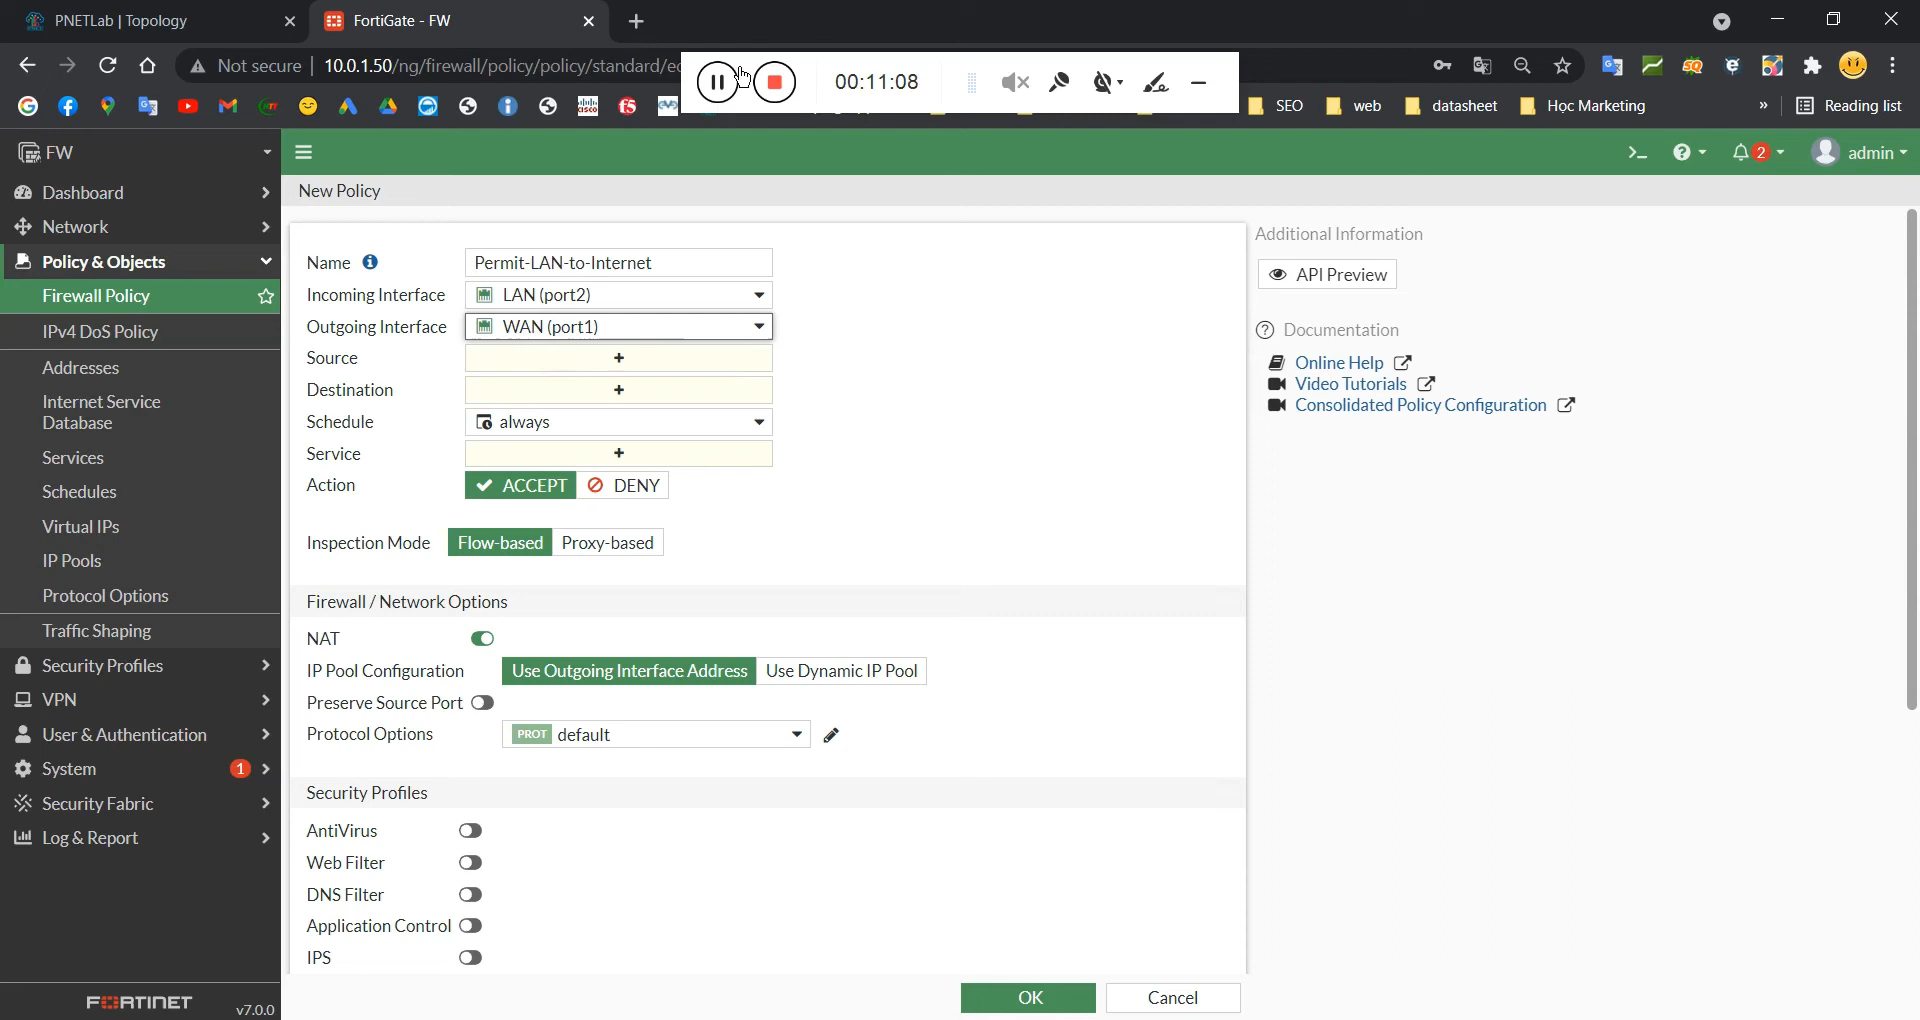 PNETLab | Topology
FortiGate - FW
Not secure | 10.0.1.50/ng/firewall/policy/policy/standard/
00:11:08
SEO
web
datasheet
Học Marketing
»
Reading list
FW
2
admin
New Policy
Dashboard
Network
Policy & Objects
Firewall Policy
IPv4 DoS Policy
Addresses
Internet Service
Database
Services
Schedules
Virtual IPs
IP Pools
Protocol Options
Traffic Shaping
Security Profiles
VPN
User & Authentication
System 1
Security Fabric
Log & Report
FORTINET v7.0.0
Name Permit-LAN-to-Internet
Incoming Interface LAN (port2)
Outgoing Interface WAN (port1)
Source +
Destination +
Schedule always
Service +
Action ACCEPT DENY
Inspection Mode Flow-based Proxy-based
Firewall / Network Options
NAT
IP Pool Configuration Use Outgoing Interface Address Use Dynamic IP Pool
Preserve Source Port
Protocol Options PROT default
Security Profiles
AntiVirus
Web Filter
DNS Filter
Application Control
IPS
OK Cancel
Additional Information
API Preview
Documentation
Online Help
Video Tutorials
Consolidated Policy Configuration